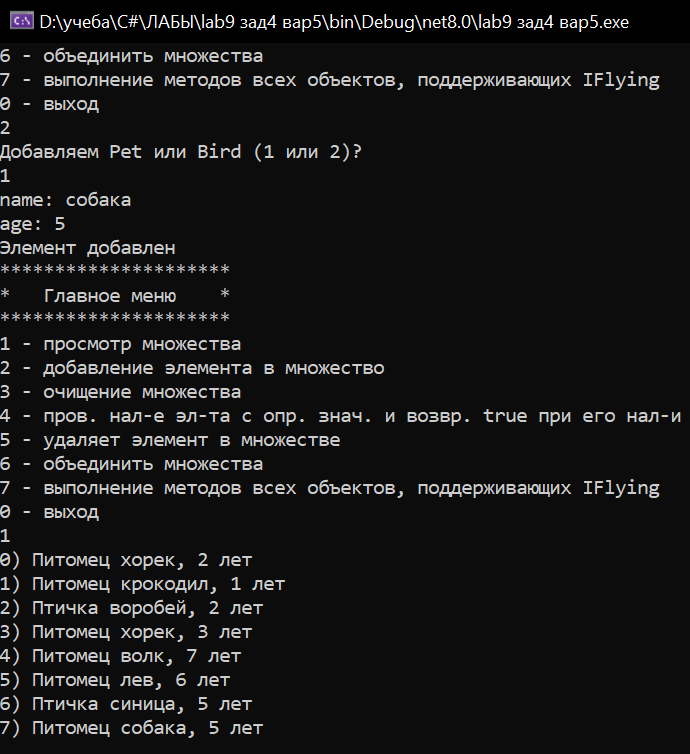 D:\учеба\C#\ЛАБЫ\lab9 зад4 вар5\bin\Debug\net8.0\lab9 зад4 вар5.exe
6 - объединить множества
7 - выполнение методов всех объектов, поддерживающих IFlying
0 - выход
2
Добавляем Pet или Bird (1 или 2)?
1
name: собака
age: 5
Элемент добавлен
*********************
*   Главное меню    *
*********************
1 - просмотр множества
2 - добавление элемента в множество
3 - очищение множества
4 - пров. нал-е эл-та с опр. знач. и возвр. true при его нал-и
5 - удаляет элемент в множестве
6 - объединить множества
7 - выполнение методов всех объектов, поддерживающих IFlying
0 - выход
1
0) Питомец хорек, 2 лет
1) Питомец крокодил, 1 лет
2) Птичка воробей, 2 лет
3) Питомец хорек, 3 лет
4) Питомец волк, 7 лет
5) Питомец лев, 6 лет
6) Птичка синица, 5 лет
7) Питомец собака, 5 лет